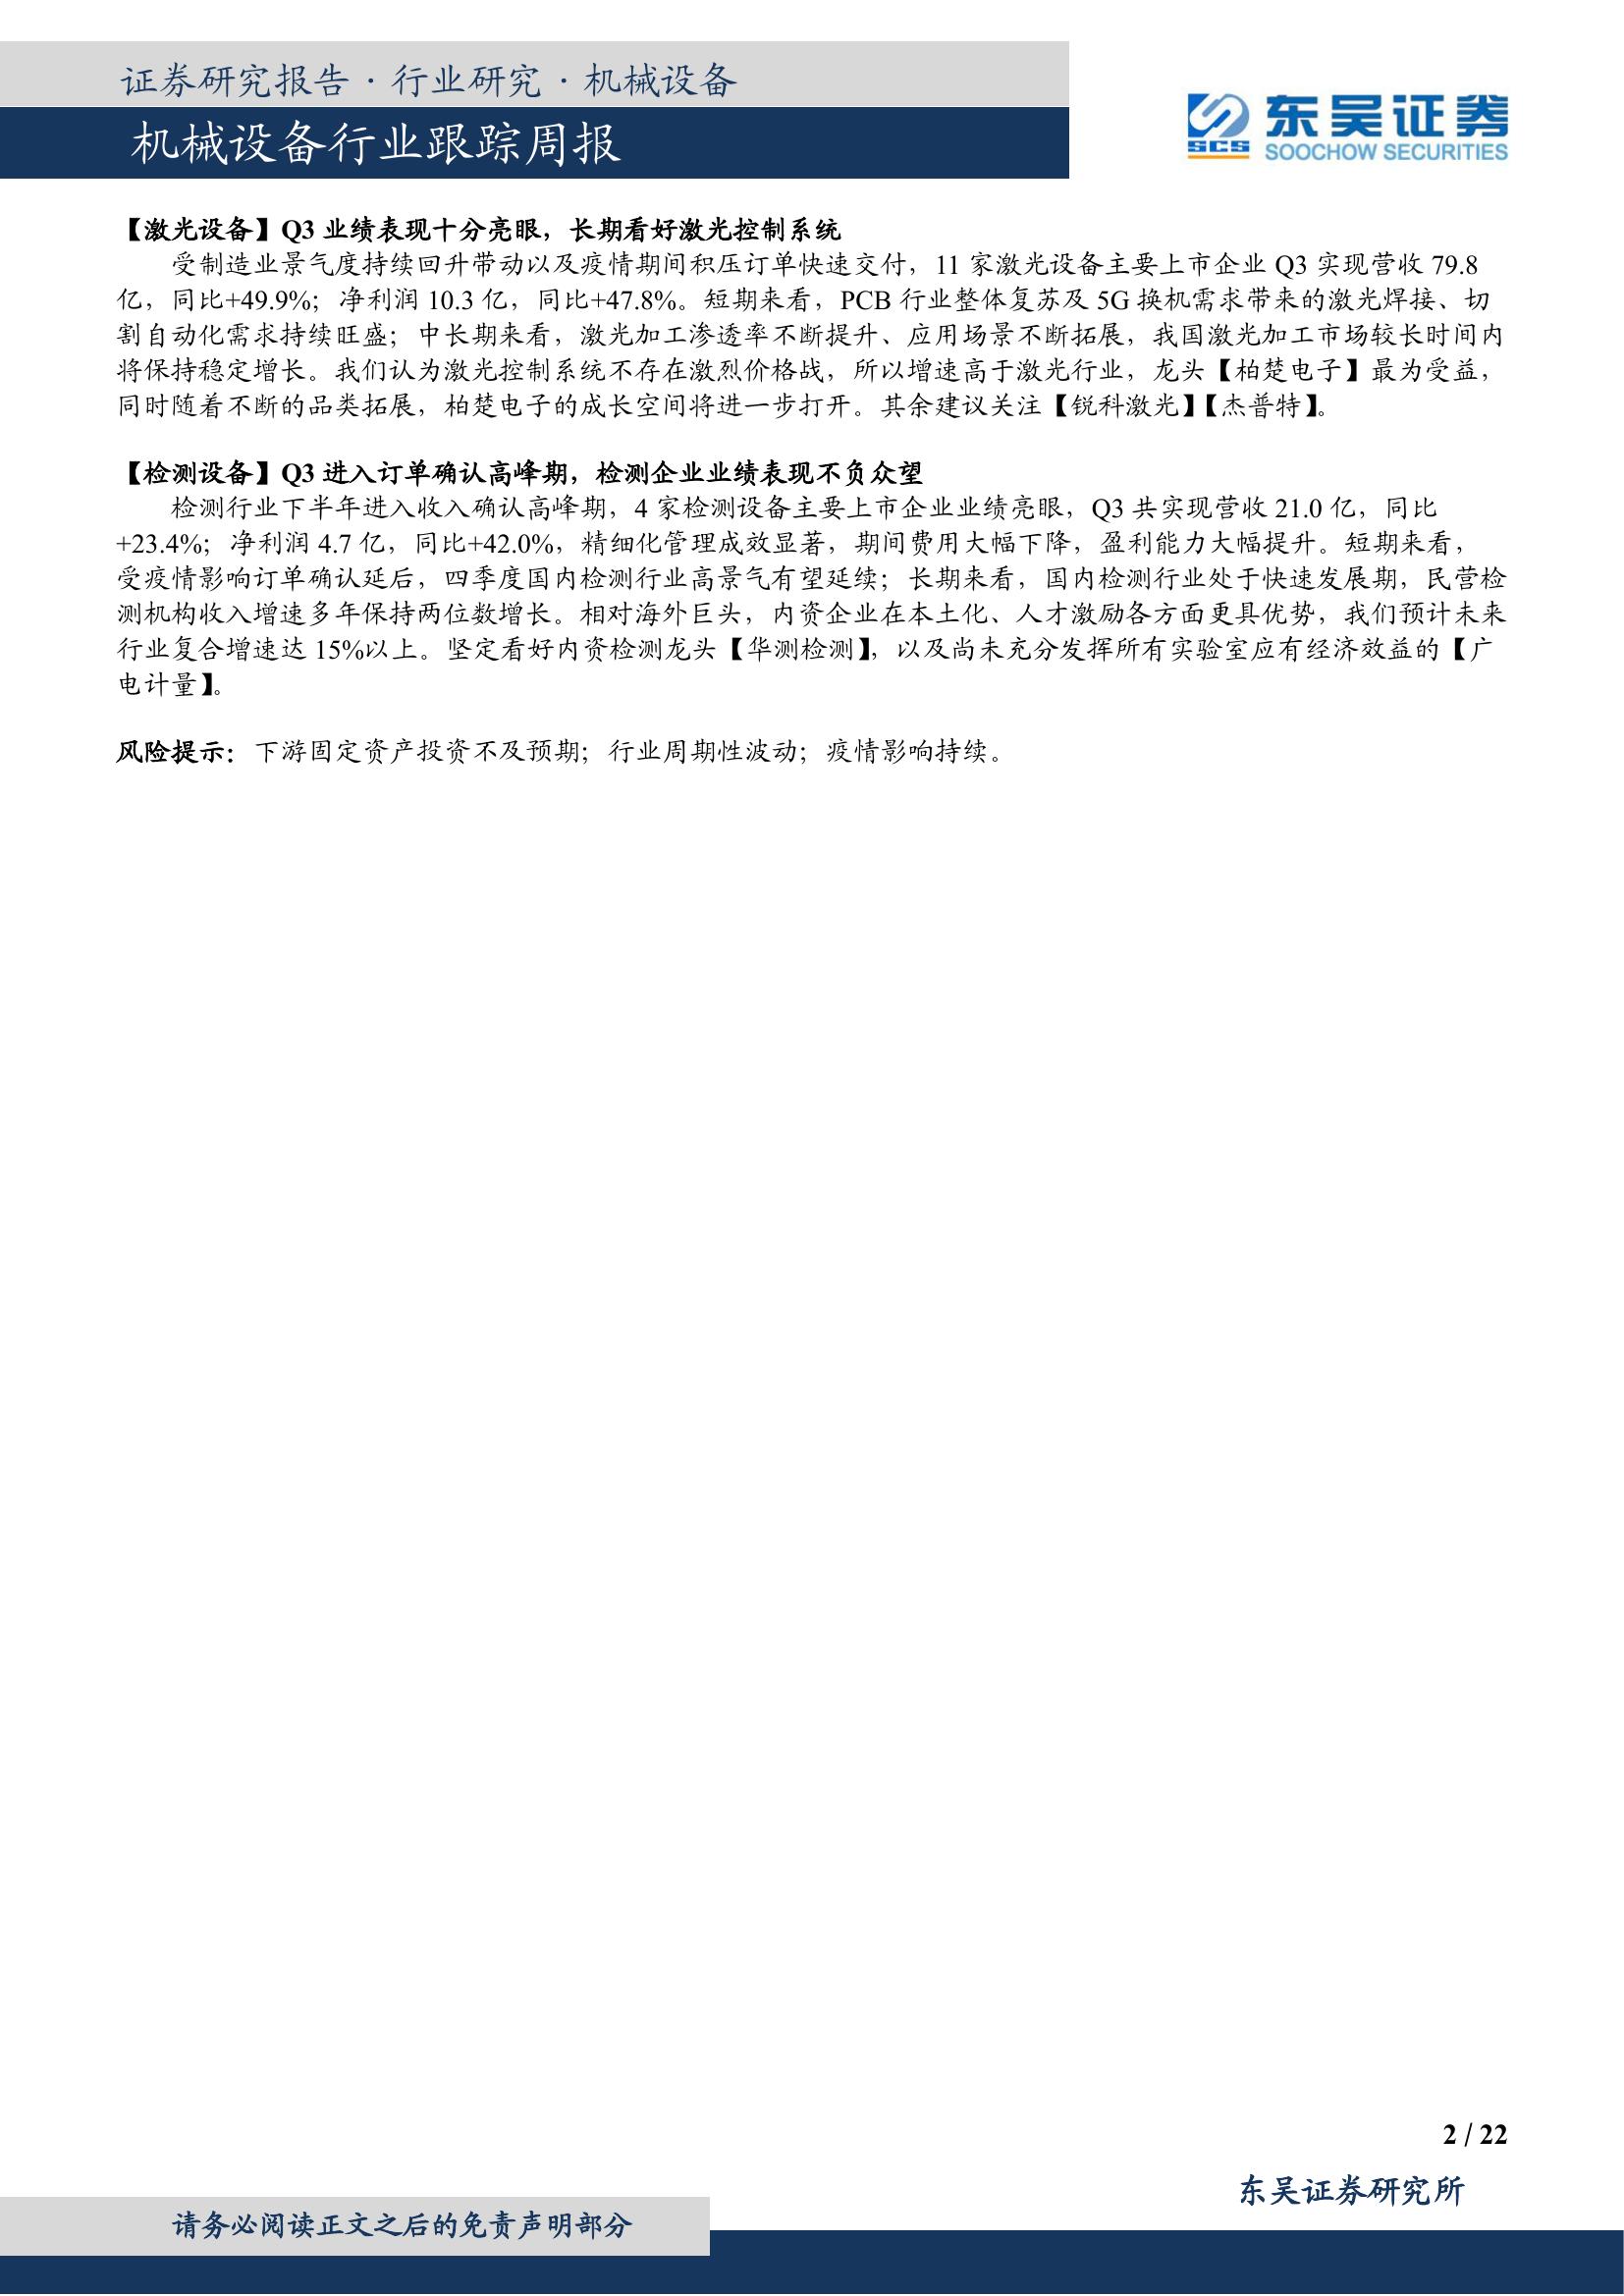 证券研究报告 · 行业研究 · 机械设备
机械设备行业跟踪周报
SCS
东吴证券
SOOCHOW SECURITIES
【激光设备】Q3 业绩表现十分亮眼，长期看好激光控制系统
受制造业景气度持续回升带动以及疫情期间积压订单快速交付，11 家激光设备主要上市企业 Q3 实现营收 79.8
亿，同比+49.9%；净利润 10.3 亿，同比+47.8%。短期来看，PCB 行业整体复苏及 5G 换机需求带来的激光焊接、切
割自动化需求持续旺盛；中长期来看，激光加工渗透率不断提升、应用场景不断拓展，我国激光加工市场较长时间内
将保持稳定增长。我们认为激光控制系统不存在激烈价格战，所以增速高于激光行业，龙头【柏楚电子】最为受益，
同时随着不断的品类拓展，柏楚电子的成长空间将进一步打开。其余建议关注【锐科激光】【杰普特】。
【检测设备】Q3 进入订单确认高峰期，检测企业业绩表现不负众望
检测行业下半年进入收入确认高峰期，4 家检测设备主要上市企业业绩亮眼，Q3 共实现营收 21.0 亿，同比
+23.4%；净利润 4.7 亿，同比+42.0%，精细化管理成效显著，期间费用大幅下降，盈利能力大幅提升。短期来看，
受疫情影响订单确认延后，四季度国内检测行业高景气有望延续；长期来看，国内检测行业处于快速发展期，民营检
测机构收入增速多年保持两位数增长。相对海外巨头，内资企业在本土化、人才激励各方面更具优势，我们预计未来
行业复合增速达 15%以上。坚定看好内资检测龙头【华测检测】，以及尚未充分发挥所有实验室应有经济效益的【广
电计量】。
风险提示：下游固定资产投资不及预期；行业周期性波动；疫情影响持续。
2 / 22
东吴证券研究所
请务必阅读正文之后的免责声明部分